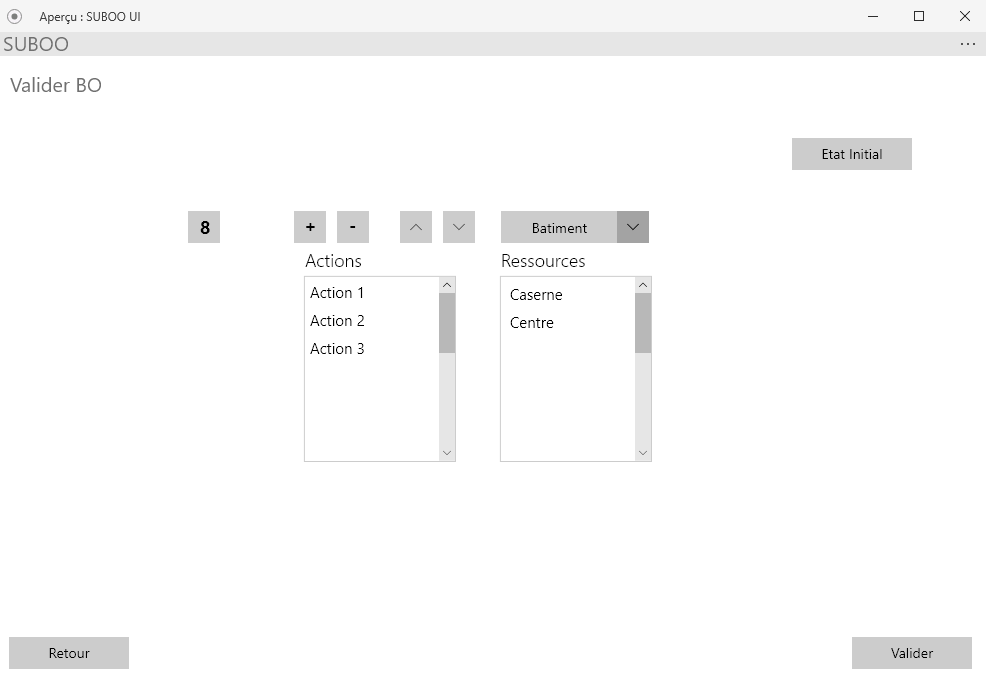 Aperçu : SUBOO UI
SUBOO
...
Valider BO
Etat Initial
8 + - Batiment
Actions Ressources
Action 1 Caserne
Action 2 Centre
Action 3
Retour Valider